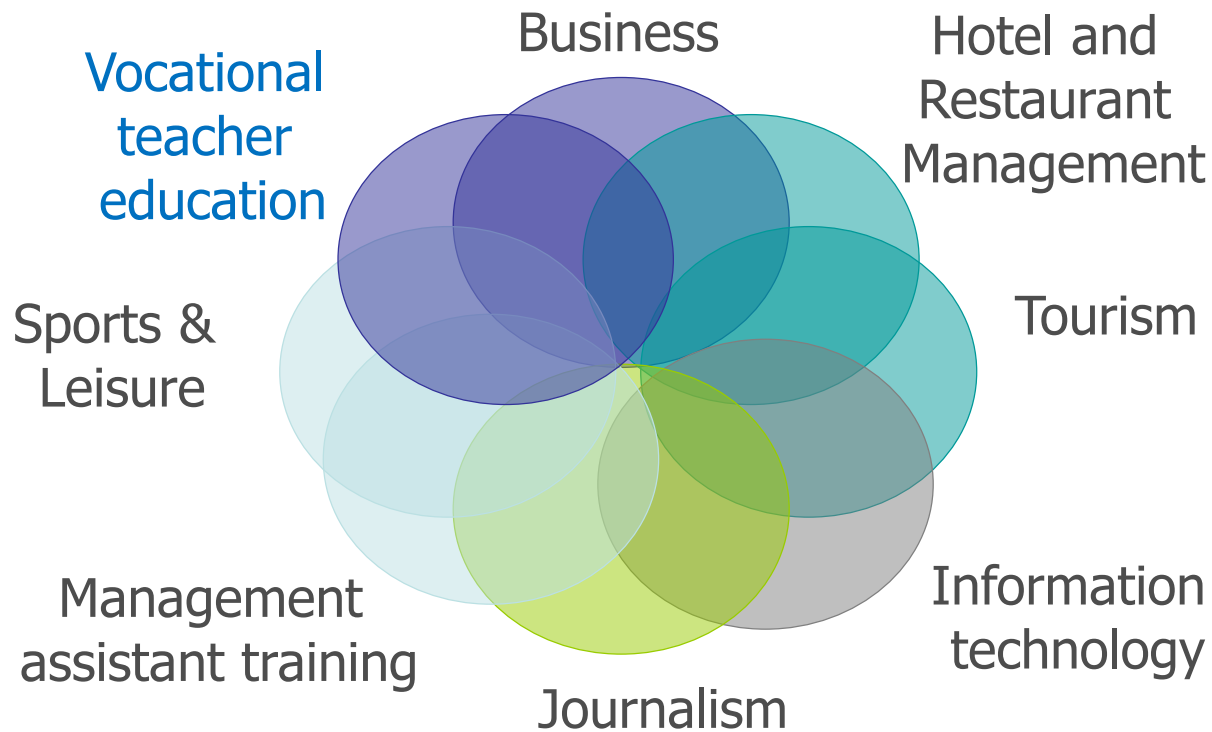 Business
Hotel and
Restaurant
Management
Vocational
teacher
education
Sports &
Leisure
Tourism
Management
assistant training
Information
technology
Journalism